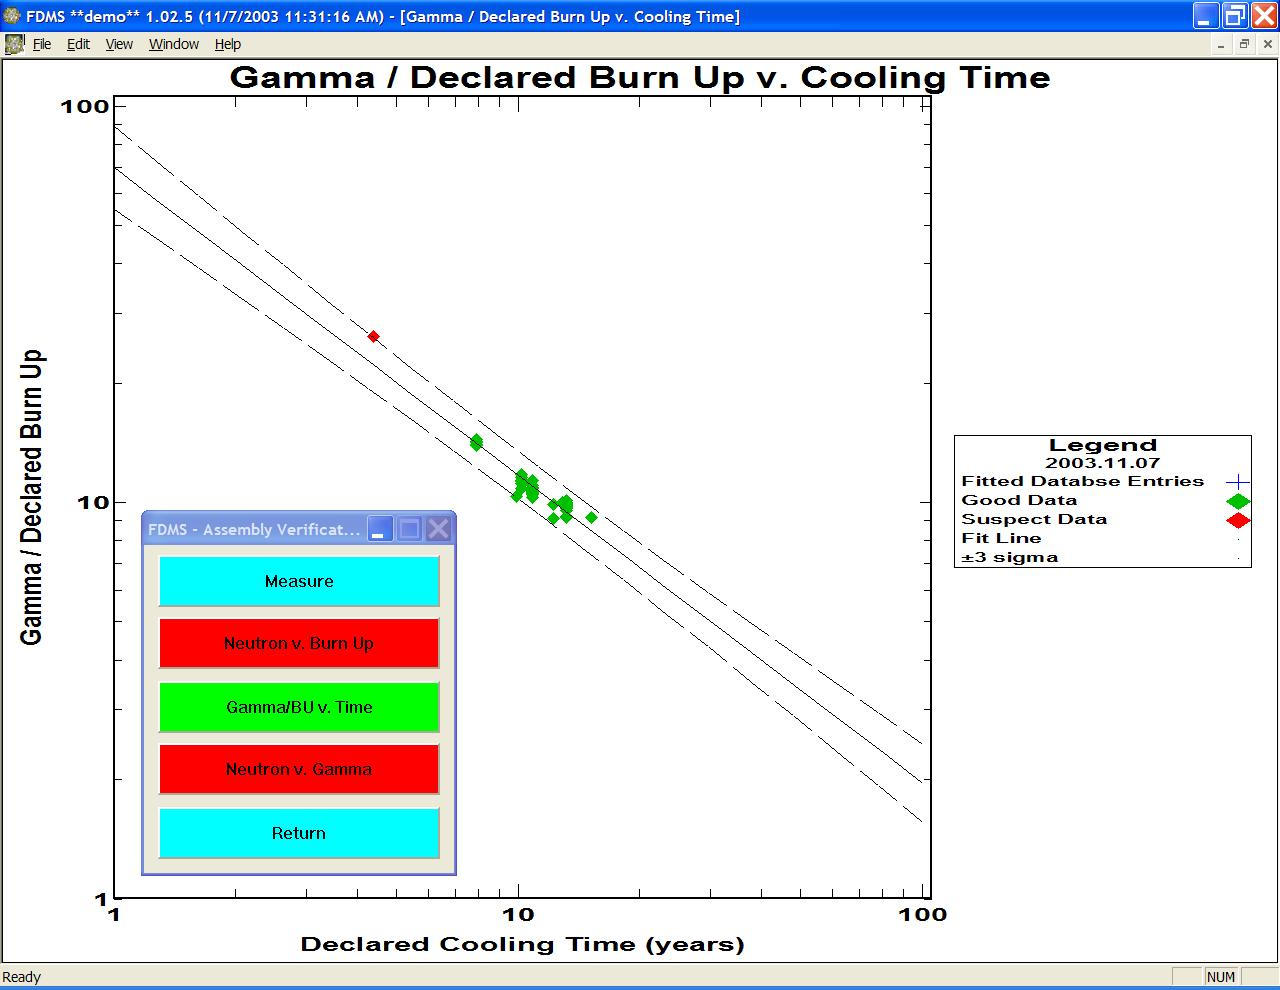 FDMS **demo** 1.02.5 (11/7/2003 11:31:16 AM) - [Gamma / Declared Burn Up v. Cooling Time]
File Edit View Window Help
Gamma / Declared Burn Up v. Cooling Time
100
10
1
Gamma / Declared Burn Up
1 10 100
Declared Cooling Time (years)
Legend
2003.11.07
Fitted Databse Entries
Good Data
Suspect Data
Fit Line
±3 sigma
FDMS - Assembly Verificat...
Measure
Neutron v. Burn Up
Gamma/BU v. Time
Neutron v. Gamma
Return
Ready NUM